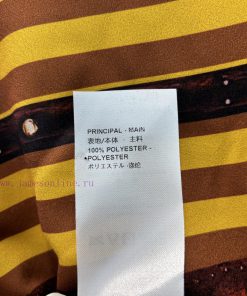 PRINCIPAL - MAIN
表地/本体 · 主料
100% POLYESTER -
POLYESTER
ポリエステル ·涤纶
www.jamesonline.ru